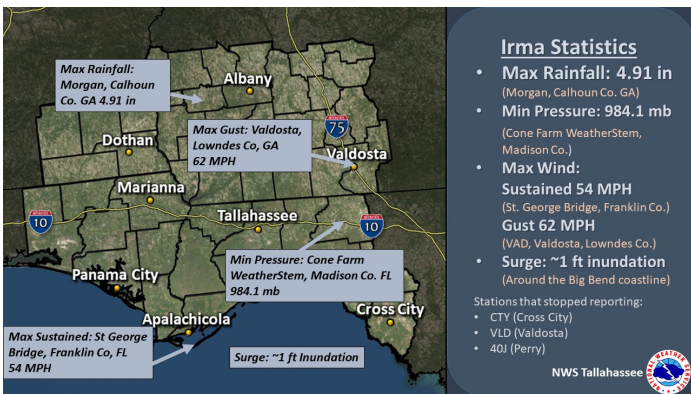 Max Rainfall:
Morgan, Calhoun
Co. GA 4.91 in
Albany
Max Gust: Valdosta,
Lowndes Co, GA
62 MPH
INTERSTATE
75
Dothan
Valdosta
Marianna
INTERSTATE
10
Tallahassee
INTERSTATE
10
Min Pressure: Cone Farm
WeatherStem, Madison Co. FL
984.1 mb
Panama City
Apalachicola
Cross City
Max Sustained: St George
Bridge, Franklin Co, FL
54 MPH
Surge: ~1 ft Inundation
Irma Statistics
• Max Rainfall: 4.91 in
(Morgan, Calhoun Co. GA)
• Min Pressure: 984.1 mb
(Cone Farm WeatherStem,
Madison Co.)
• Max Wind:
Sustained 54 MPH
(St. George Bridge, Franklin Co.)
Gust 62 MPH
(VAD, Valdosta, Lowndes Co.)
• Surge: ~1 ft inundation
(Around the Big Bend coastline)
Stations that stopped reporting:
• CTY (Cross City)
• VLD (Valdosta)
• 40J (Perry)
NWS Tallahassee
NATIONAL WEATHER SERVICE